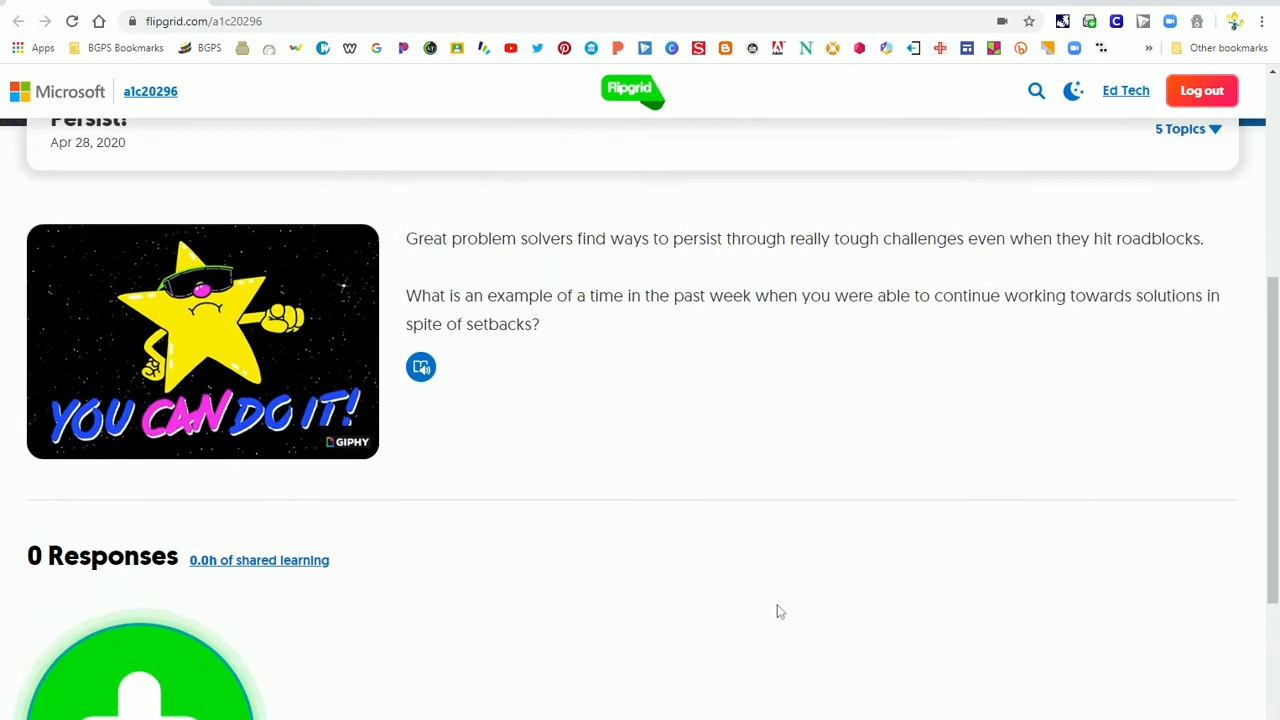 flipgrid.com/a1c20296
Apps
BGPS Bookmarks
BGPS
Other bookmarks
Microsoft
a1c20296
Flipgrid
Ed Tech
Log out
Persist!
Apr 28, 2020
5 Topics
Great problem solvers find ways to persist through really tough challenges even when they hit roadblocks.
What is an example of a time in the past week when you were able to continue working towards solutions in
spite of setbacks?
YOU CAN DO IT!
GIPHY
0 Responses
0.0h of shared learning